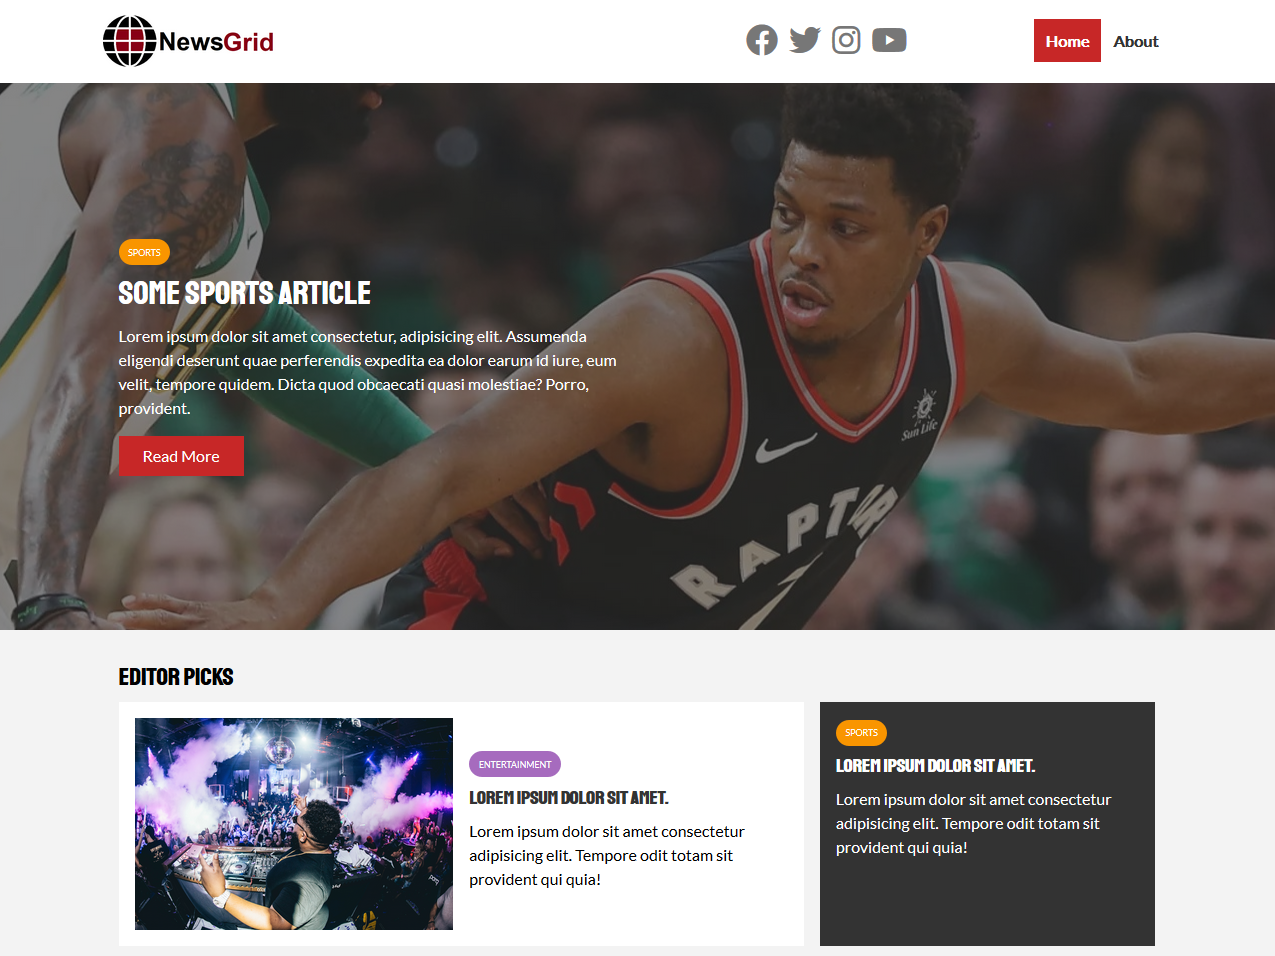 NewsGrid
Home
About
SPORTS
SOME SPORTS ARTICLE
Lorem ipsum dolor sit amet consectetur, adipisicing elit. Assumenda
eligendi deserunt quae perferendis expedita ea dolor earum id iure, eum
velit, tempore quidem. Dicta quod obcaecati quasi molestiae? Porro,
provident.
Read More
Sun Life
RAPTOR
EDITOR PICKS
ENTERTAINMENT
LOREM IPSUM DOLOR SIT AMET.
Lorem ipsum dolor sit amet consectetur
adipisicing elit. Tempore odit totam sit
provident qui quia!
SPORTS
LOREM IPSUM DOLOR SIT AMET.
Lorem ipsum dolor sit amet consectetur
adipisicing elit. Tempore odit totam sit
provident qui quia!